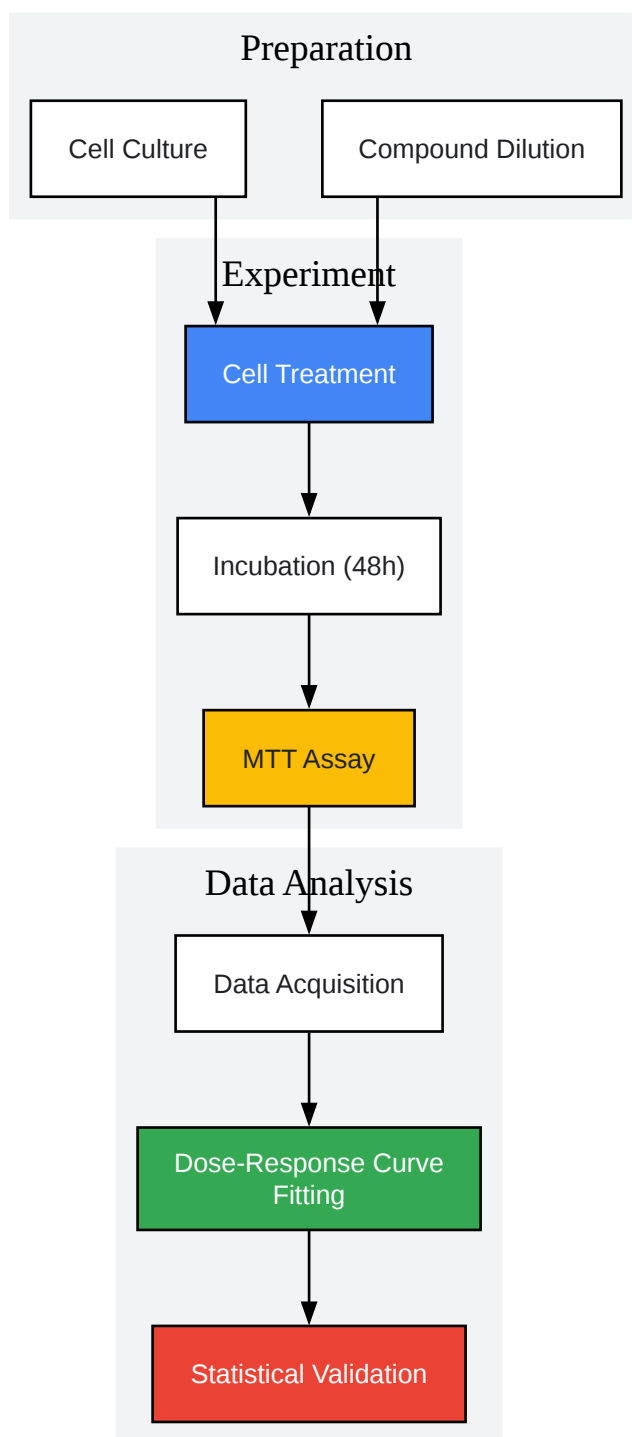 Preparation
Cell Culture
Compound Dilution
Experiment
Cell Treatment
Incubation (48h)
MTT Assay
Data Analysis
Data Acquisition
Dose-Response Curve
Fitting
Statistical Validation